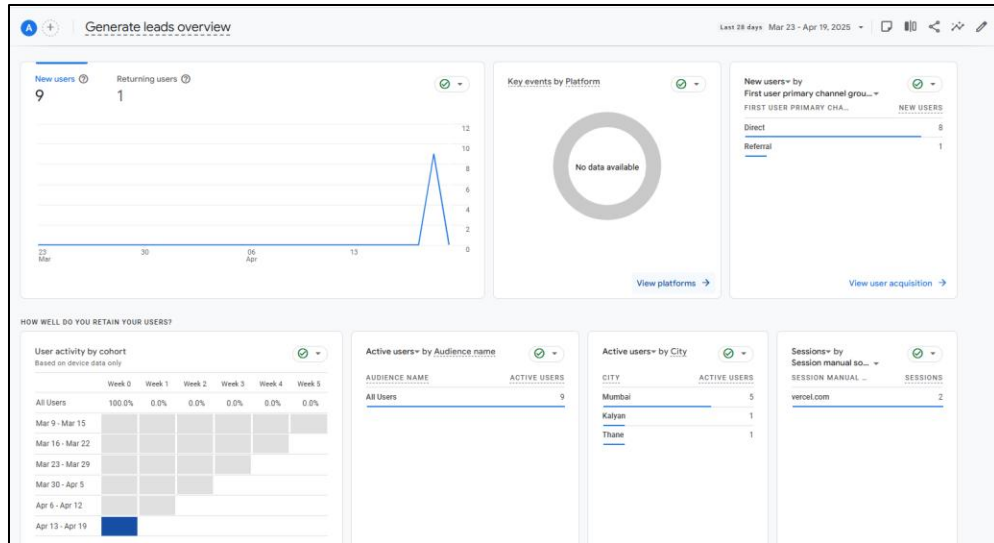 A
Generate leads overview
Last 28 days Mar 23 - Apr 19, 2025
New users
9
Returning users
1
12
10
8
6
4
2
0
23
Mar
30
06
Apr
13
Key events by Platform
No data available
View platforms
New users by
First user primary channel grou...
FIRST USER PRIMARY CHA... NEW USERS
Direct 8
Referral 1
View user acquisition
HOW WELL DO YOU RETAIN YOUR USERS?
User activity by cohort
Based on device data only
Week 0 Week 1 Week 2 Week 3 Week 4 Week 5
All Users 100.0% 0.0% 0.0% 0.0% 0.0% 0.0%
Mar 9 - Mar 15
Mar 16 - Mar 22
Mar 23 - Mar 29
Mar 30 - Apr 5
Apr 6 - Apr 12
Apr 13 - Apr 19
Active users by Audience name
AUDIENCE NAME ACTIVE USERS
All Users 9
Active users by City
CITY ACTIVE USERS
Mumbai 5
Kalyan 1
Thane 1
Sessions by
Session manual so...
SESSION MANUAL ... SESSIONS
vercel.com 2